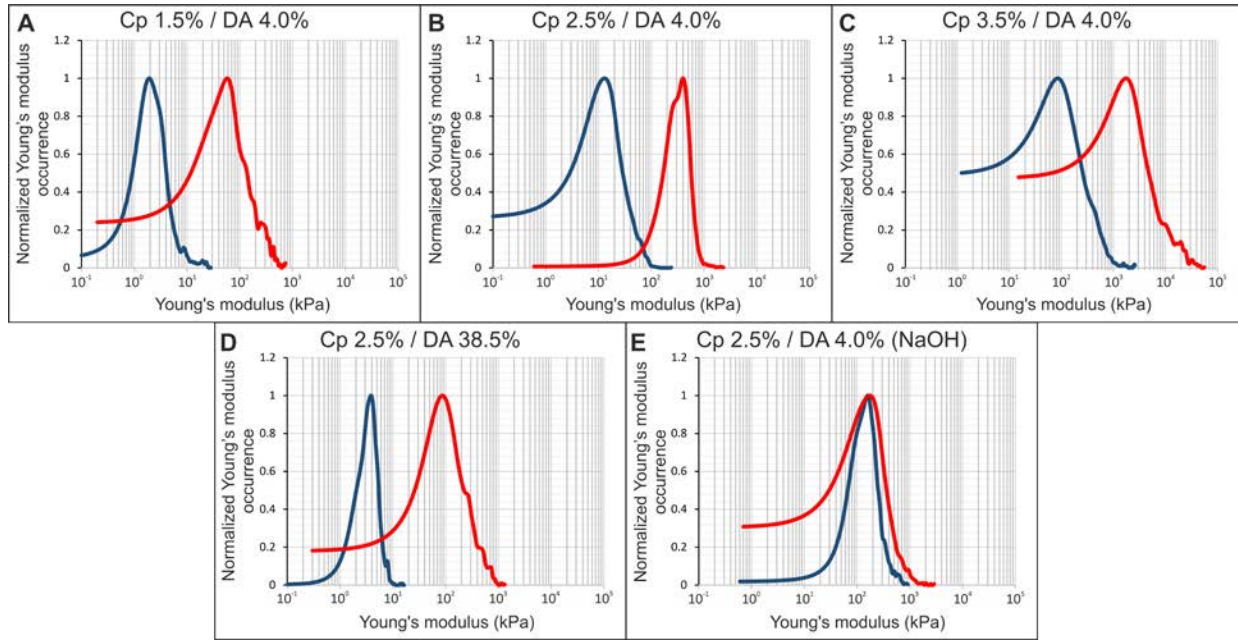 A
Cp 1.5% / DA 4.0%
Normalized Young's modulus
occurrence
1.2
1
0.8
0.6
0.4
0.2
0
10⁻¹ 10⁰ 10¹ 10² 10³ 10⁴ 10⁵
Young's modulus (kPa)
B
Cp 2.5% / DA 4.0%
Normalized Young's modulus
occurrence
1.2
1
0.8
0.6
0.4
0.2
0
10⁻¹ 10⁰ 10¹ 10² 10³ 10⁴ 10⁵
Young's modulus (kPa)
C
Cp 3.5% / DA 4.0%
Normalized Young's modulus
occurrence
1.2
1
0.8
0.6
0.4
0.2
0
10⁰ 10¹ 10² 10³ 10⁴ 10⁵
Young's modulus (kPa)
D
Cp 2.5% / DA 38.5%
Normalized Young's modulus
occurrence
1.2
1
0.8
0.6
0.4
0.2
0
10⁻¹ 10⁰ 10¹ 10² 10³ 10⁴ 10⁵
Young's modulus (kPa)
E
Cp 2.5% / DA 4.0% (NaOH)
Normalized Young's modulus
occurrence
1.2
1
0.8
0.6
0.4
0.2
0
10⁻¹ 10⁰ 10¹ 10² 10³ 10⁴ 10⁵
Young's modulus (kPa)